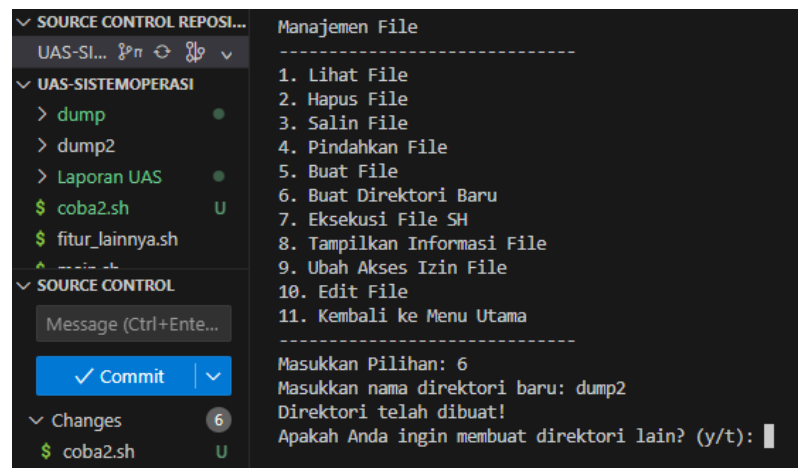 SOURCE CONTROL REPOSI...
UAS-SI...
UAS-SISTEMOPERASI
dump
dump2
Laporan UAS
$ coba2.sh U
$ fitur_lainnya.sh
SOURCE CONTROL
Message (Ctrl+Ente...
Commit
Changes 6
$ coba2.sh U
Manajemen File
------------------------------
1. Lihat File
2. Hapus File
3. Salin File
4. Pindahkan File
5. Buat File
6. Buat Direktori Baru
7. Eksekusi File SH
8. Tampilkan Informasi File
9. Ubah Akses Izin File
10. Edit File
11. Kembali ke Menu Utama
------------------------------
Masukkan Pilihan: 6
Masukkan nama direktori baru: dump2
Direktori telah dibuat!
Apakah Anda ingin membuat direktori lain? (y/t):